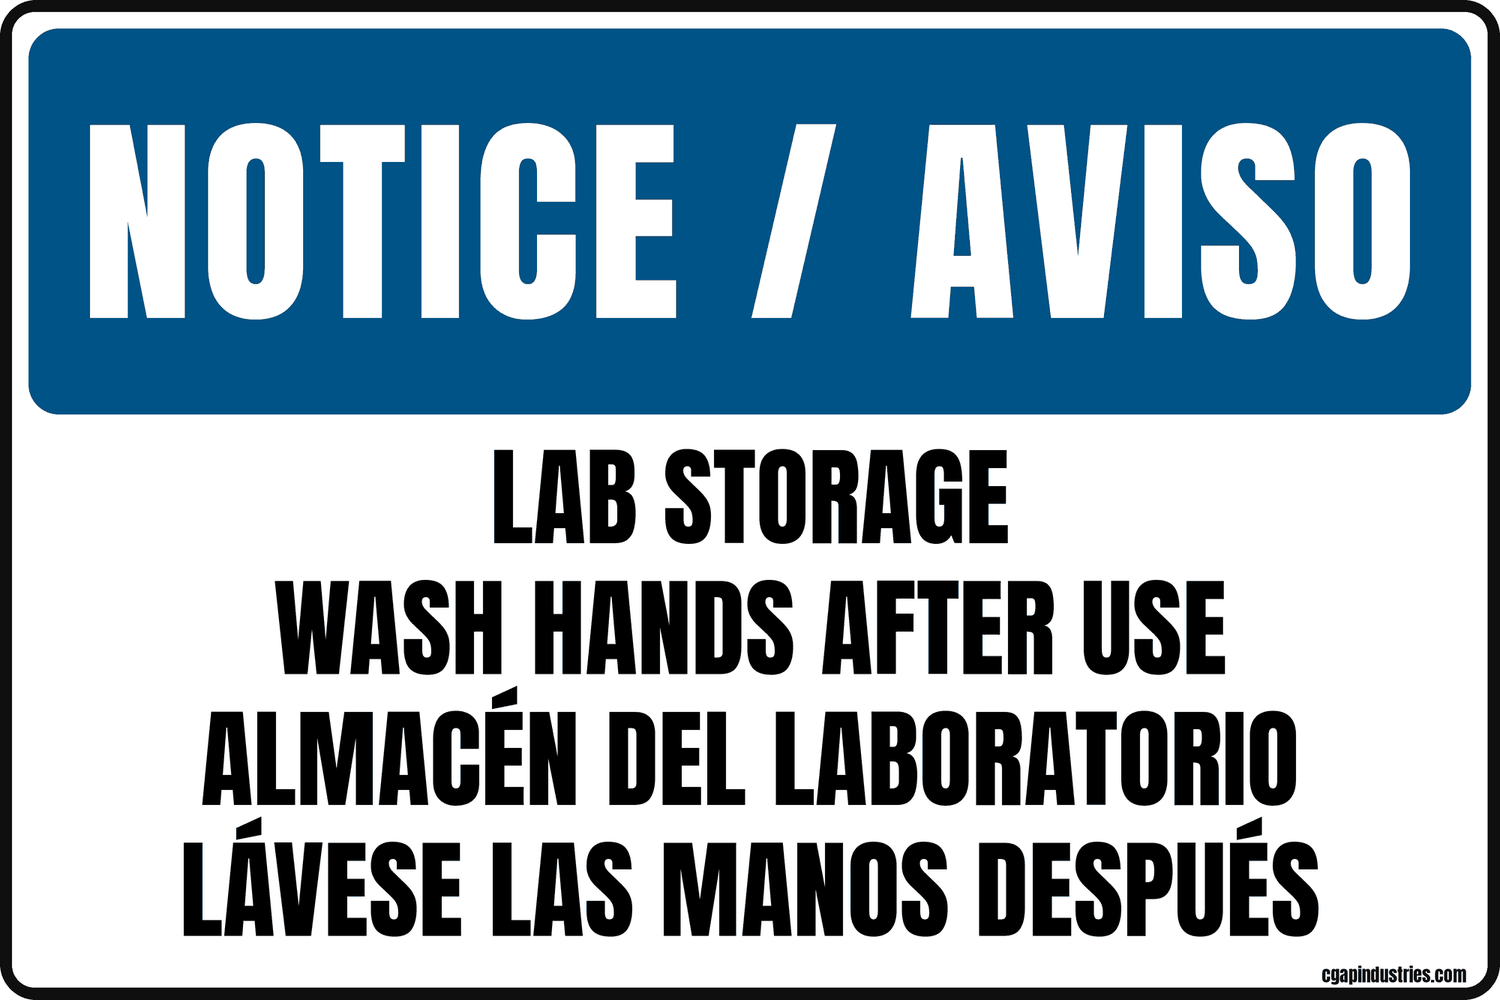 NOTICE / AVISO
LAB STORAGE
WASH HANDS AFTER USE
ALMACÉN DEL LABORATORIO
LÁVESE LAS MANOS DESPUÉS
cgapindustries.com